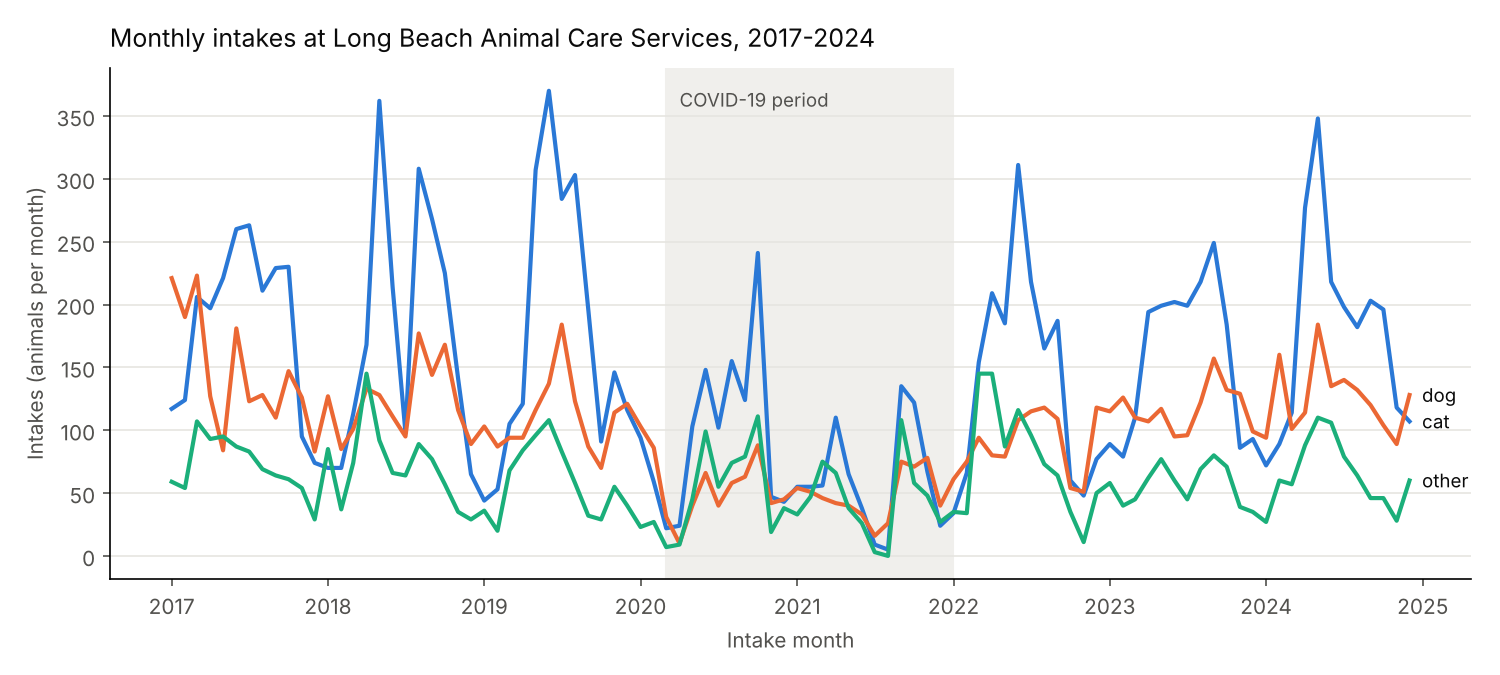 Monthly intakes at Long Beach Animal Care Services, 2017-2024
COVID-19 period
Intakes (animals per month)
350
300
250
200
150
100
50
0
dog
cat
other
2017
2018
2019
2020
2021
2022
2023
2024
2025
Intake month